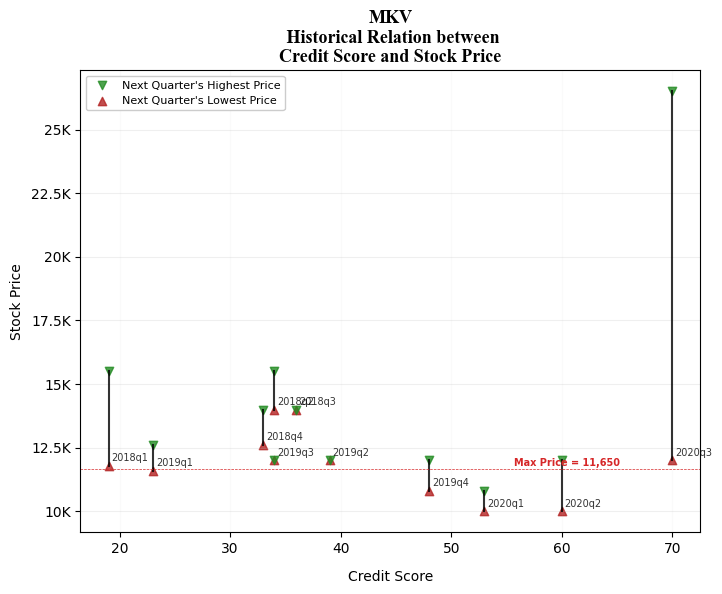 MKV
Historical Relation between
Credit Score and Stock Price
Next Quarter's Highest Price
Next Quarter's Lowest Price
Stock Price
25K
22.5K
20K
17.5K
15K
12.5K
10K
2018q1
2019q1
2018q4
2018q2
2018q3
2019q3
2019q2
2019q4
2020q1
2020q2
2020q3
Max Price = 11,650
20
30
40
50
60
70
Credit Score